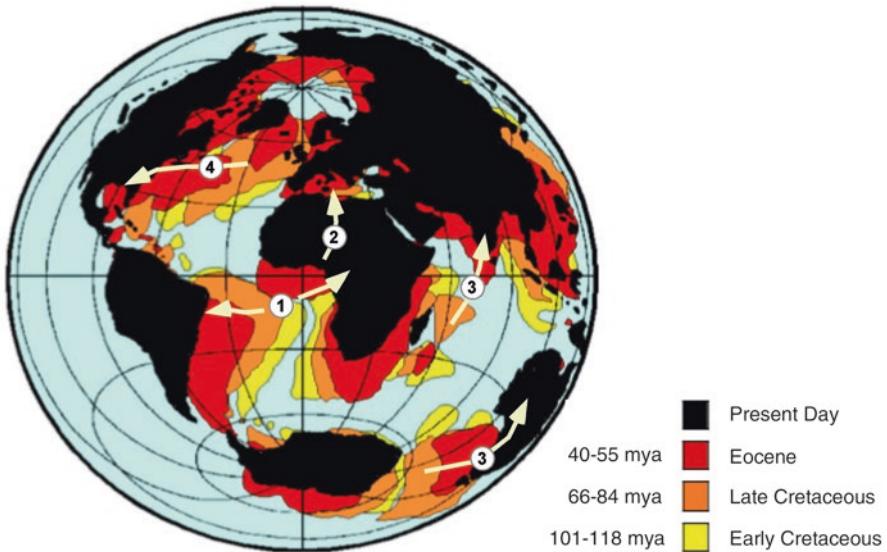 4
2
3
1
3
Present Day
40-55 mya Eocene
66-84 mya Late Cretaceous
101-118 mya Early Cretaceous